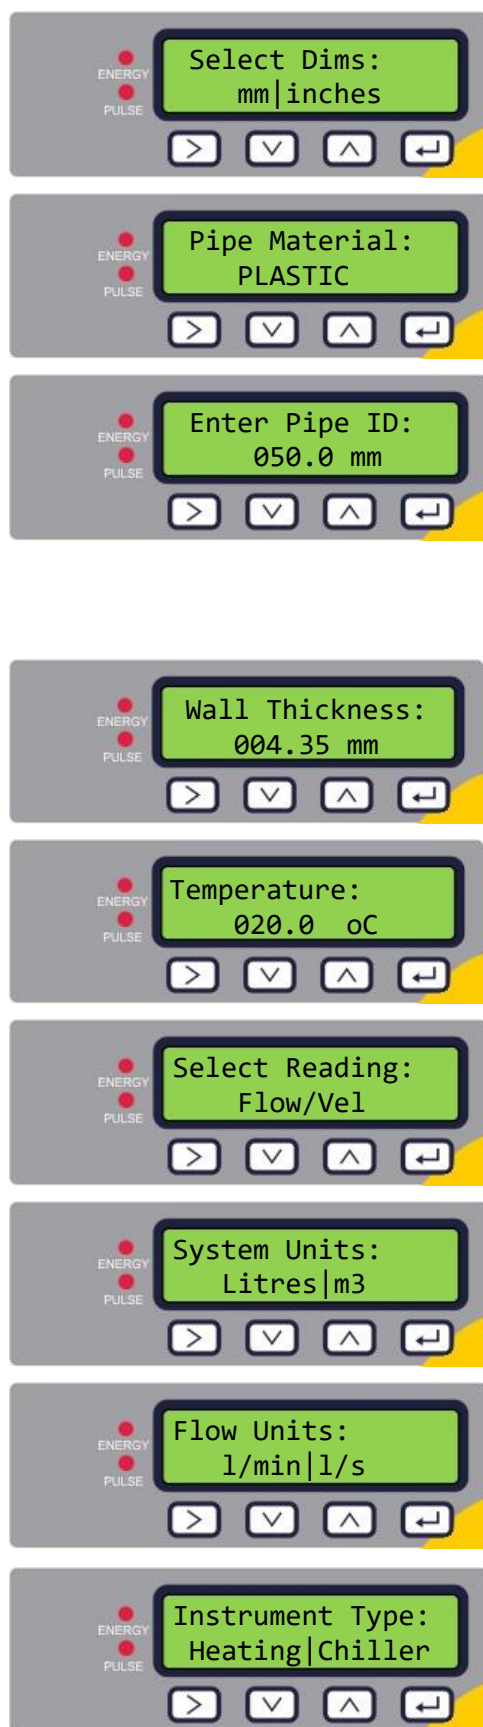 Select Dims:
mm|inches
ENERGY
PULSE
Pipe Material:
PLASTIC
ENERGY
PULSE
Enter Pipe ID:
050.0 mm
ENERGY
PULSE
Wall Thickness:
004.35 mm
ENERGY
PULSE
Temperature:
020.0 oC
ENERGY
PULSE
Select Reading:
Flow/Vel
ENERGY
PULSE
System Units:
Litres|m3
ENERGY
PULSE
Flow Units:
l/min|l/s
ENERGY
PULSE
Instrument Type:
Heating|Chiller
ENERGY
PULSE